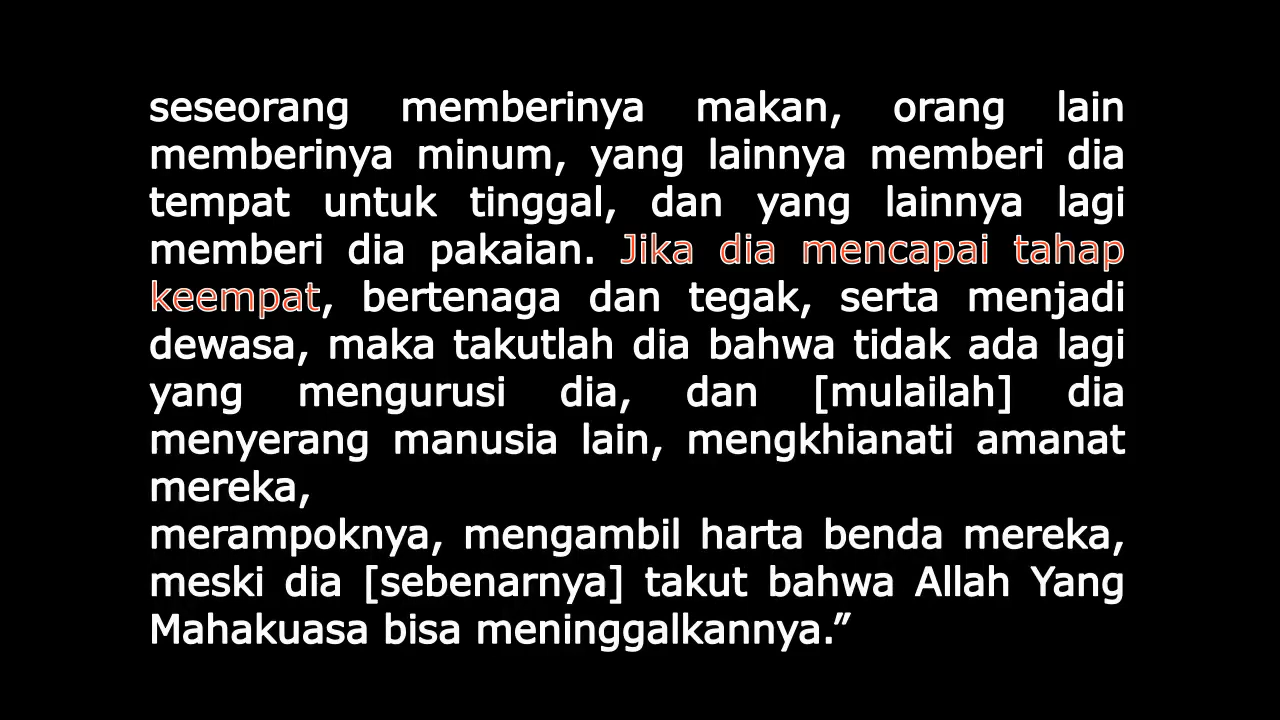 seseorang memberinya makan, orang lain
memberinya minum, yang lainnya memberi dia
tempat untuk tinggal, dan yang lainnya lagi
memberi dia pakaian. Jika dia mencapai tahap
keempat, bertenaga dan tegak, serta menjadi
dewasa, maka takutlah dia bahwa tidak ada lagi
yang mengurusi dia, dan [mulailah] dia
menyerang manusia lain, mengkhianati amanat
mereka,
merampoknya, mengambil harta benda mereka,
meski dia [sebenarnya] takut bahwa Allah Yang
Mahakuasa bisa meninggalkannya.”